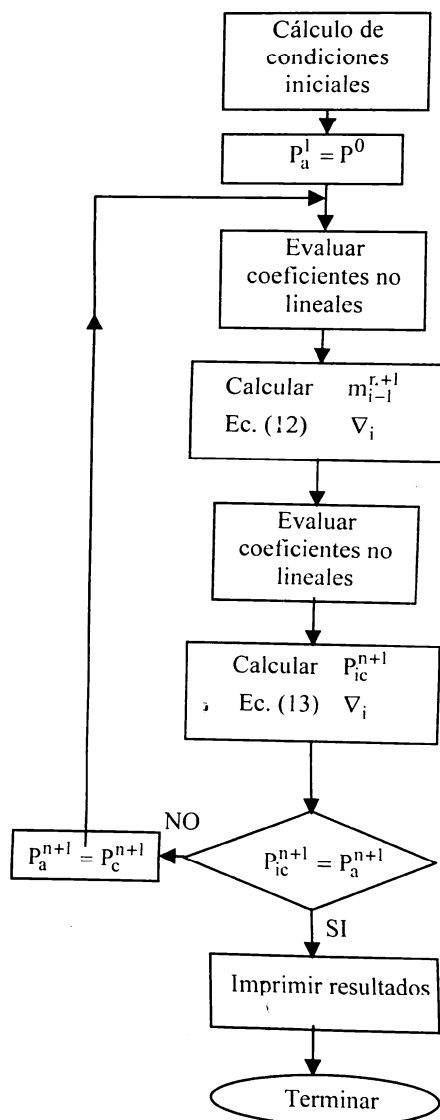 Cálculo de
condiciones
iniciales
P_a^1 = P^0
Evaluar
coeficientes no
lineales
Calcular m_{i-1}^{n+1}
Ec. (12) ∇_i
Evaluar
coeficientes no
lineales
Calcular P_{ic}^{n+1}
Ec. (13) ∇_i
NO
P_a^{n+1} = P_c^{n+1}
P_{ic}^{n+1} = P_a^{n+1}
SI
Imprimir resultados
Terminar